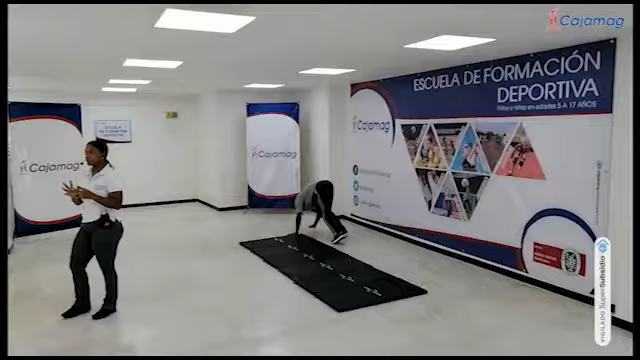 Cajamag
ESCUELA DE FORMACIÓN
DEPORTIVA
Niños y niñas en edades 5 A 17 AÑOS
Cajamag
Cajamag
Cajamag
VIGILADO SuperSubsidio